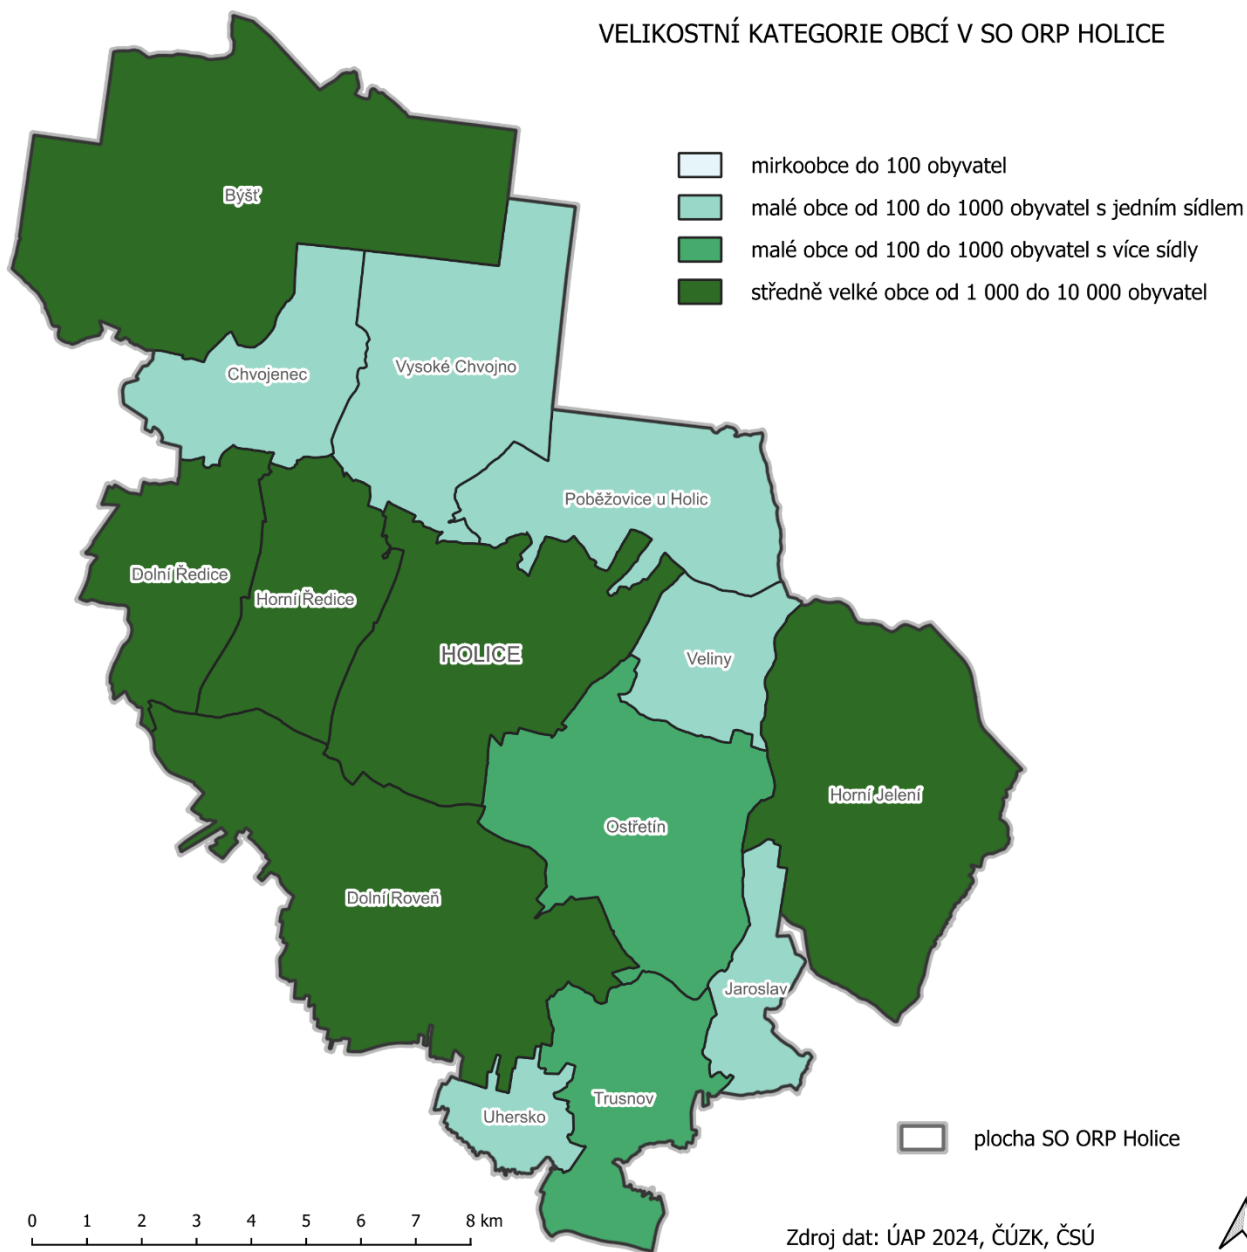 VELIKOSTNÍ KATEGORIE OBCÍ V SO ORP HOLICE
mirkoobce do 100 obyvatel
malé obce od 100 do 1000 obyvatel s jedním sídlem
malé obce od 100 do 1000 obyvatel s více sídly
středně velké obce od 1 000 do 10 000 obyvatel
Býšť
Chvojenec
Vysoké Chvojno
Poběžovice u Holic
Dolní Ředice
Horní Ředice
HOLICE
Veliny
Horní Jelení
Ostřetín
Dolní Roveň
Jaroslav
Trusnov
Uhersko
plocha SO ORP Holice
0 1 2 3 4 5 6 7 8 km
Zdroj dat: ÚAP 2024, ČÚZK, ČSÚ